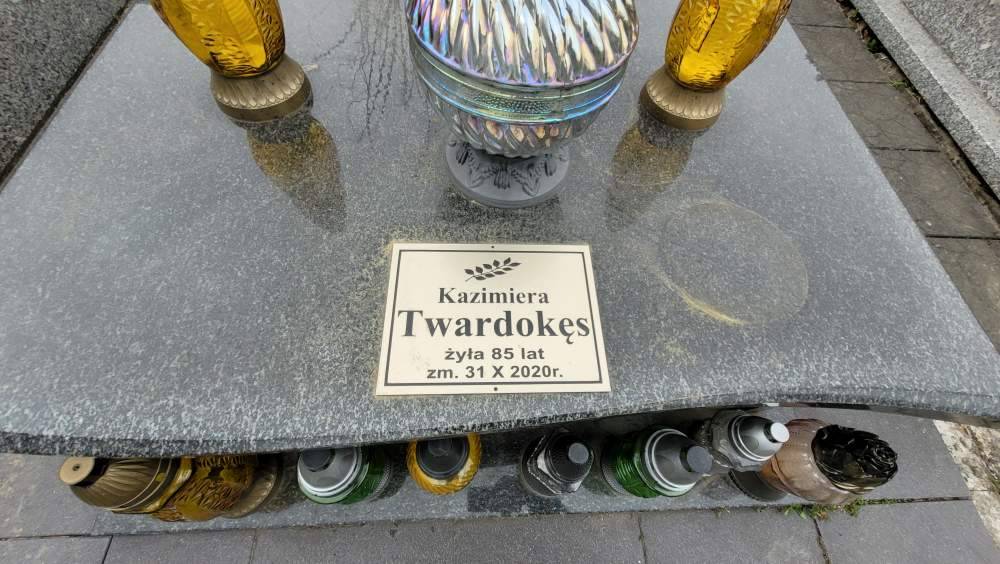 Kazimiera
Twardokęs
żyła 85 lat
zm. 31 X 2020r.